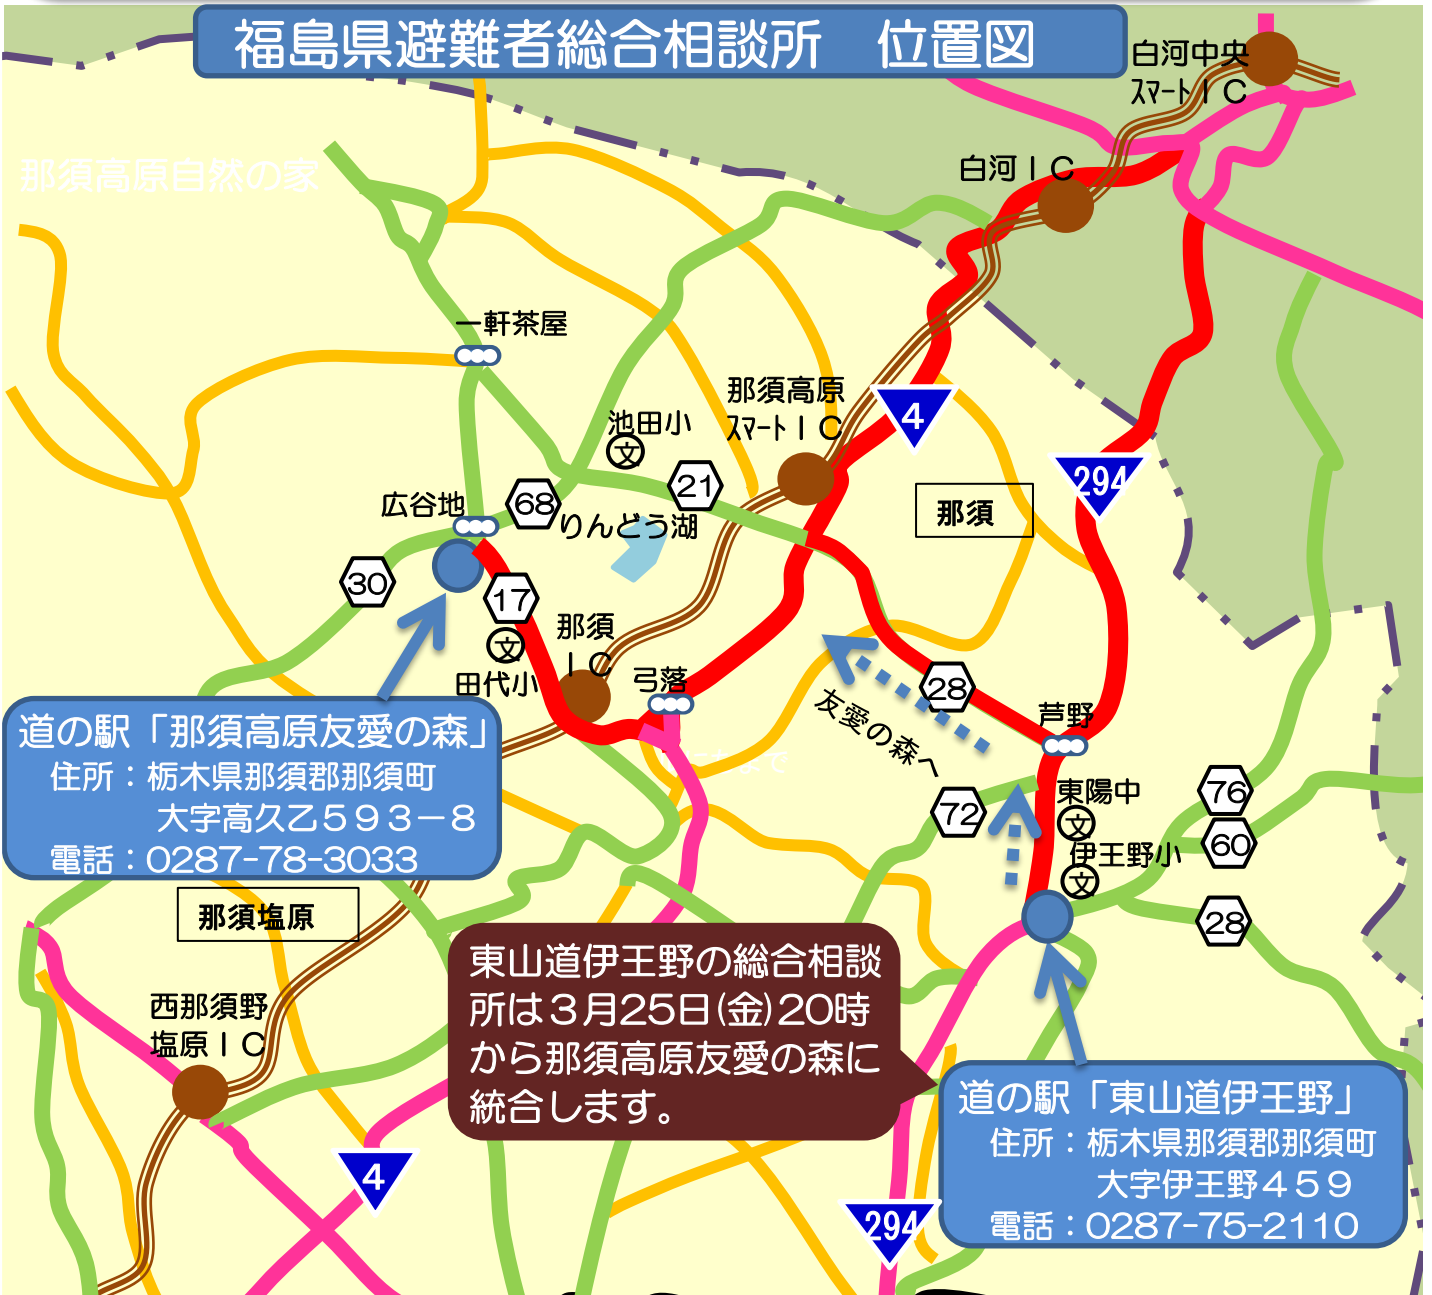 福島県避難者総合相談所　位置図
白河中央
ｽﾏｰﾄＩＣ
白河ＩＣ
那須高原自然の家
一軒茶屋
那須高原
ｽﾏｰﾄＩＣ
4
池田小
文
21
294
広谷地
68
りんどう湖
那須
30
17
文
田代小
那須
ＩＣ
弓落
28
友愛の森へ
芦野
道の駅「那須高原友愛の森」
住所：栃木県那須郡那須町
大字高久乙５９３－８
電話：0287-78-3033
72
東陽中
文
76
60
伊王野小
文
28
那須塩原
東山道伊王野の総合相談
所は３月25日(金)20時
から那須高原友愛の森に
統合します。
西那須野
塩原ＩＣ
道の駅「東山道伊王野」
住所：栃木県那須郡那須町
大字伊王野４５９
電話：0287-75-2110
4
294